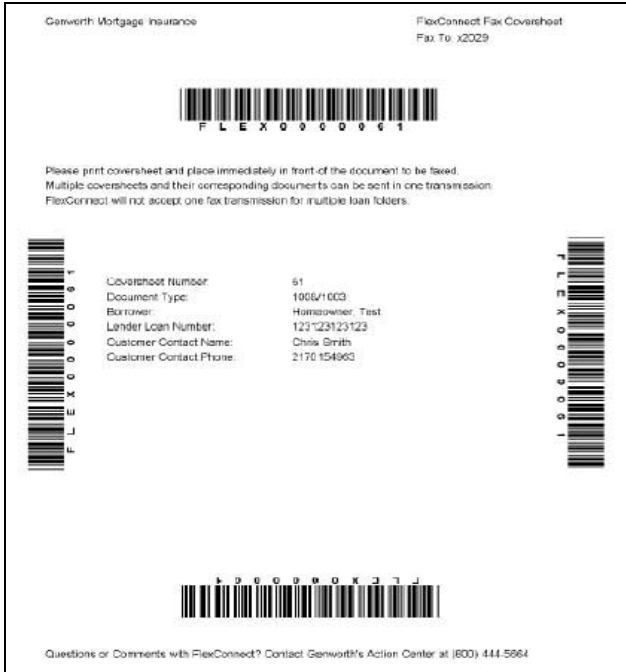 Genworth Mortgage Insurance
FlexConnect Fax Coversheet
Fax To: x2029
FLEX0000061
Please print coversheet and place immediately in front of the document to be faxed.
Multiple coversheets and their corresponding documents can be sent in one transmission.
FlexConnect will not accept one fax transmission for multiple loan folders.
FLEX0000061
FLEX0000061
Coversheet Number: 61
Document Type: 1008/1003
Borrower: Homeowner, Test
Lender Loan Number: 123123123123
Customer Contact Name: Chris Smith
Customer Contact Phone: 2170154963
FLEX0000061
Questions or Comments with FlexConnect? Contact Genworth's Action Center at (800) 444-5664